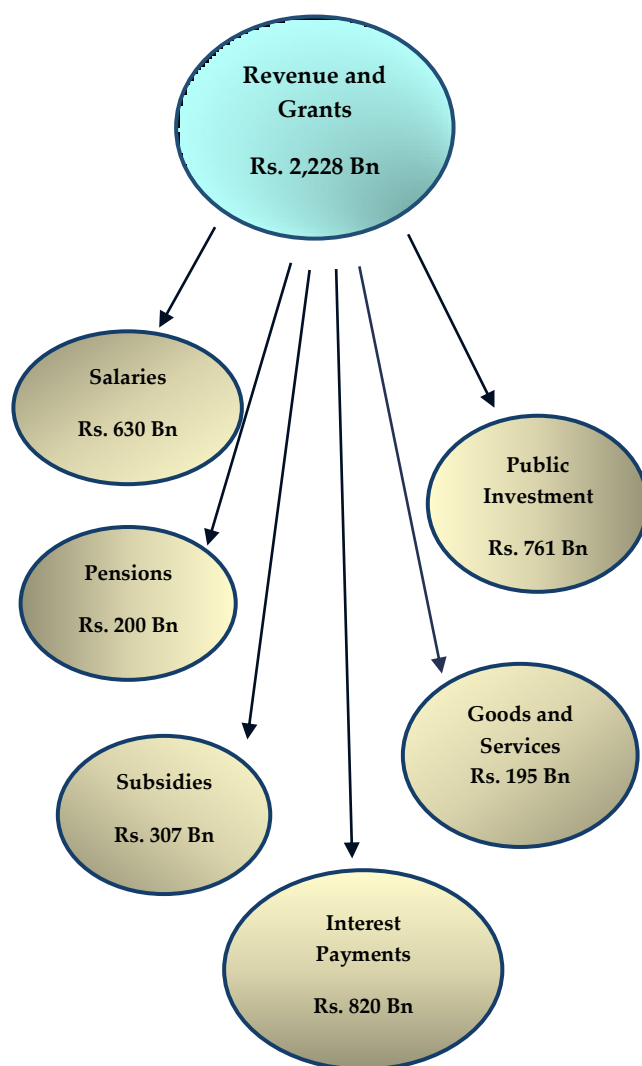 Revenue and
Grants
Rs. 2,228 Bn
Salaries
Rs. 630 Bn
Public
Investment
Rs. 761 Bn
Pensions
Rs. 200 Bn
Goods and
Services
Rs. 195 Bn
Subsidies
Rs. 307 Bn
Interest
Payments
Rs. 820 Bn